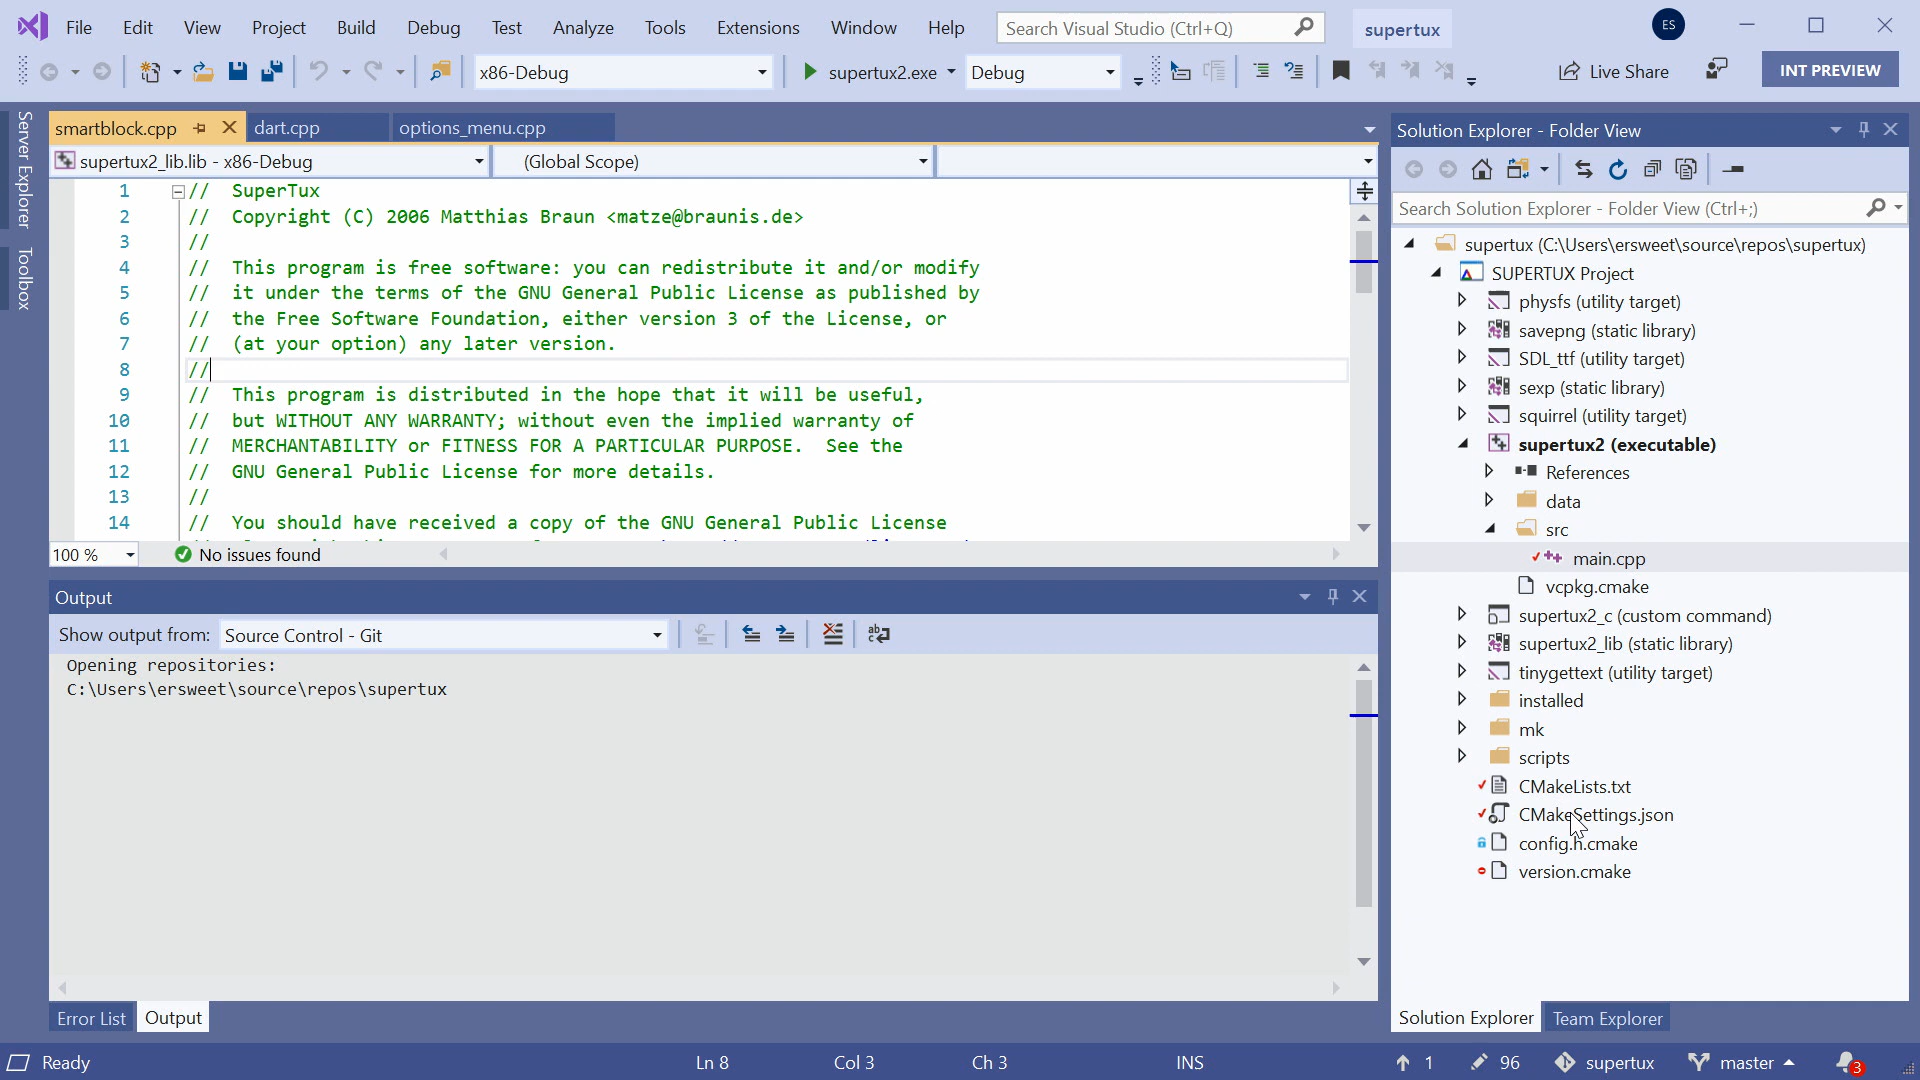 File Edit View Project Build Debug Test Analyze Tools Extensions Window Help Search Visual Studio (Ctrl+Q) supertux ES
x86-Debug supertux2.exe Debug Live Share INT PREVIEW
Server Explorer
Toolbox
smartblock.cpp dart.cpp options_menu.cpp
supertux2_lib.lib - x86-Debug (Global Scope)
1 // SuperTux
2 // Copyright (C) 2006 Matthias Braun <matze@braunis.de>
3 //
4 // This program is free software: you can redistribute it and/or modify
5 // it under the terms of the GNU General Public License as published by
6 // the Free Software Foundation, either version 3 of the License, or
7 // (at your option) any later version.
8 //
9 // This program is distributed in the hope that it will be useful,
10 // but WITHOUT ANY WARRANTY; without even the implied warranty of
11 // MERCHANTABILITY or FITNESS FOR A PARTICULAR PURPOSE.  See the
12 // GNU General Public License for more details.
13 //
14 // You should have received a copy of the GNU General Public License
100 % No issues found
Output
Show output from: Source Control - Git
Opening repositories:
C:\Users\ersweet\source\repos\supertux
Error List Output
Solution Explorer - Folder View
Search Solution Explorer - Folder View (Ctrl+;)
supertux (C:\Users\ersweet\source\repos\supertux)
SUPERTUX Project
physfs (utility target)
savepng (static library)
SDL_ttf (utility target)
sexp (static library)
squirrel (utility target)
supertux2 (executable)
References
data
src
main.cpp
vcpkg.cmake
supertux2_c (custom command)
supertux2_lib (static library)
tinygettext (utility target)
installed
mk
scripts
CMakeLists.txt
CMakeSettings.json
config.h.cmake
version.cmake
Solution Explorer Team Explorer
Ready Ln 8 Col 3 Ch 3 INS 1 96 supertux master 3